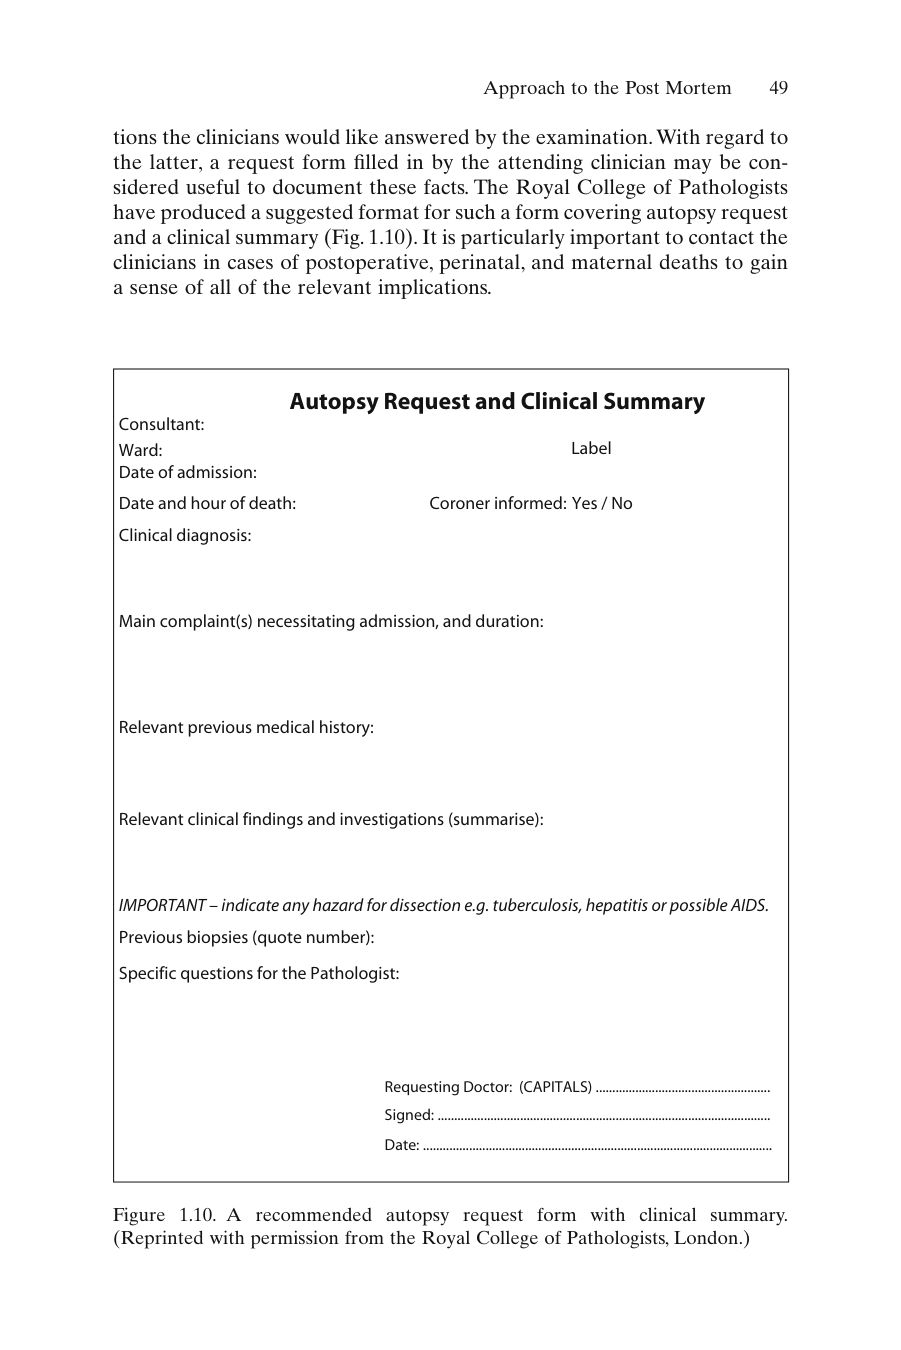 Approach to the Post Mortem 49
tions the clinicians would like answered by the examination. With regard to
the latter, a request form filled in by the attending clinician may be con-
sidered useful to document these facts. The Royal College of Pathologists
have produced a suggested format for such a form covering autopsy request
and a clinical summary (Fig. 1.10). It is particularly important to contact the
clinicians in cases of postoperative, perinatal, and maternal deaths to gain
a sense of all of the relevant implications.
Autopsy Request and Clinical Summary
Consultant:
Ward:
Label
Date of admission:
Date and hour of death:
Coroner informed: Yes / No
Clinical diagnosis:
Main complaint(s) necessitating admission, and duration:
Relevant previous medical history:
Relevant clinical findings and investigations (summarise):
IMPORTANT – indicate any hazard for dissection e.g. tuberculosis, hepatitis or possible AIDS.
Previous biopsies (quote number):
Specific questions for the Pathologist:
Requesting Doctor: (CAPITALS) .....................................................
Signed: .....................................................................................................
Date: ..........................................................................................................
Figure 1.10. A recommended autopsy request form with clinical summary.
(Reprinted with permission from the Royal College of Pathologists, London.)